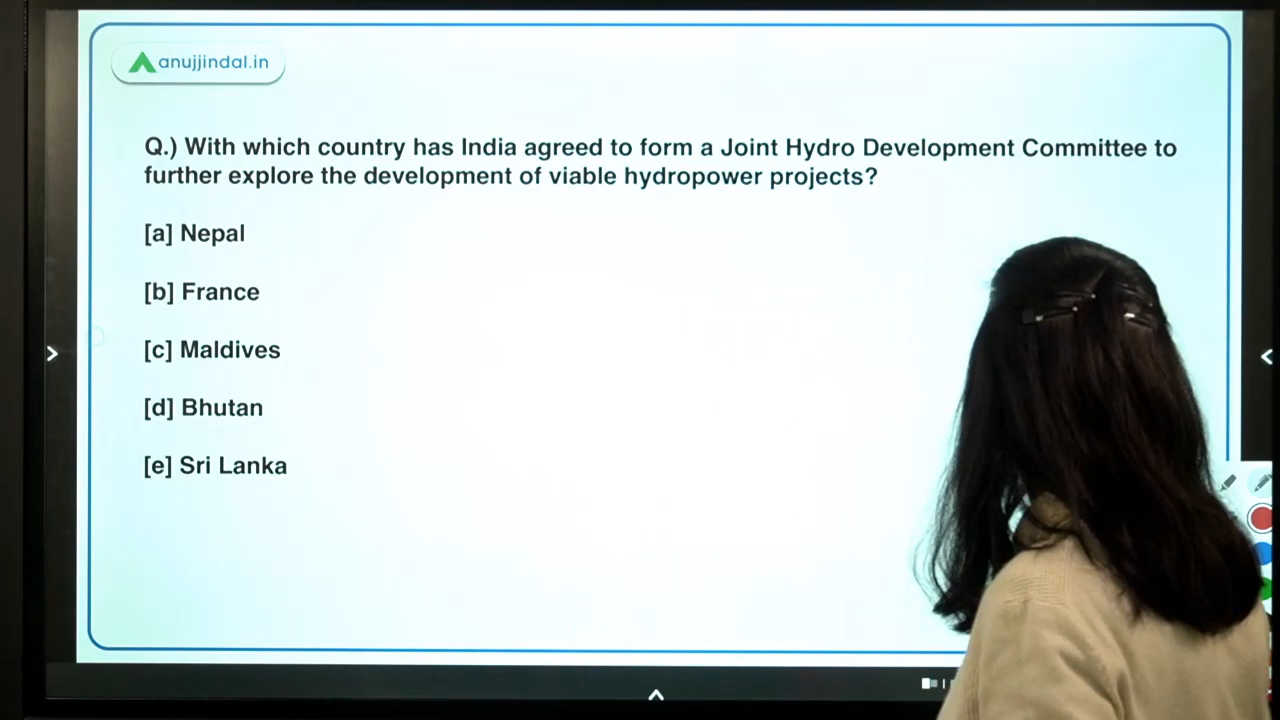 anujjindal.in
Q.) With which country has India agreed to form a Joint Hydro Development Committee to
further explore the development of viable hydropower projects?
[a] Nepal
[b] France
[c] Maldives
[d] Bhutan
[e] Sri Lanka